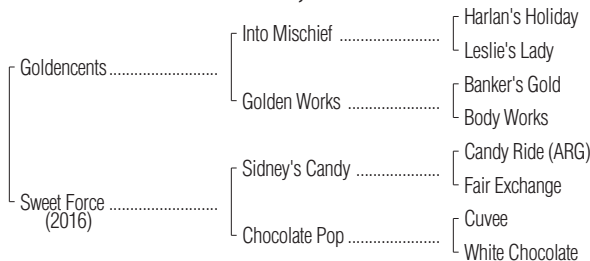 Harlan's Holiday
Into Mischief ....................
Leslie's Lady
Goldencents.......................
Banker's Gold
Golden Works ................
Body Works
Candy Ride (ARG)
Sidney's Candy .................
Fair Exchange
Sweet Force .......................
(2016)
Cuvee
Chocolate Pop ..................
White Chocolate